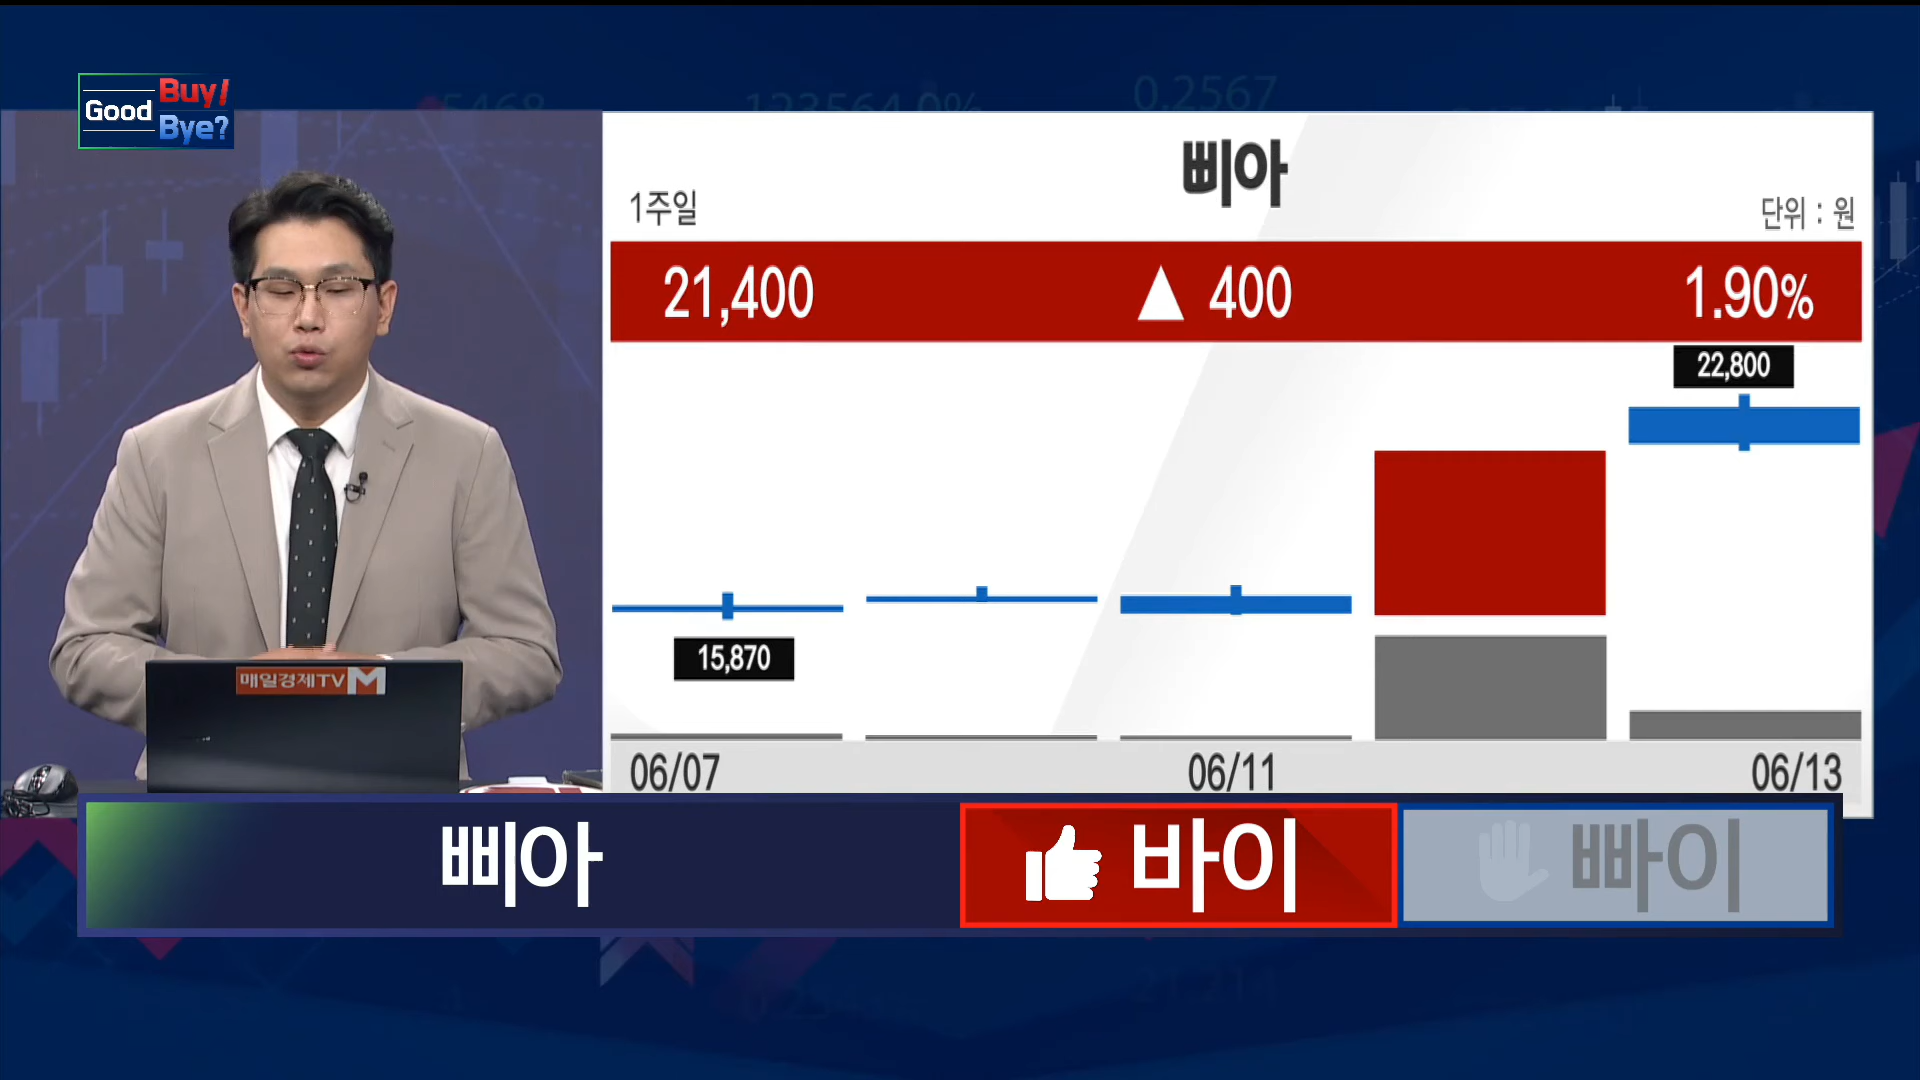 Good Buy!
Bye?
삐아
1주일
단위 : 원
21,400 ▲ 400 1.90%
22,800
15,870
06/07 06/11 06/13
매일경제TV M
삐아 바이 빠이